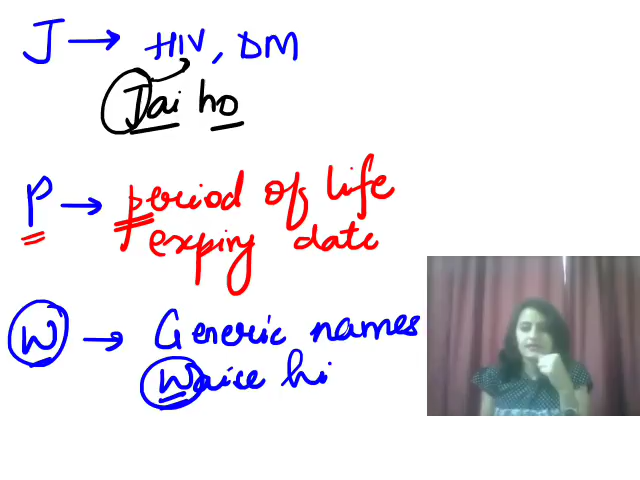 J → HIV, DM
Jai ho
P → period of life
expiry date
W → Generic names
Waise hi